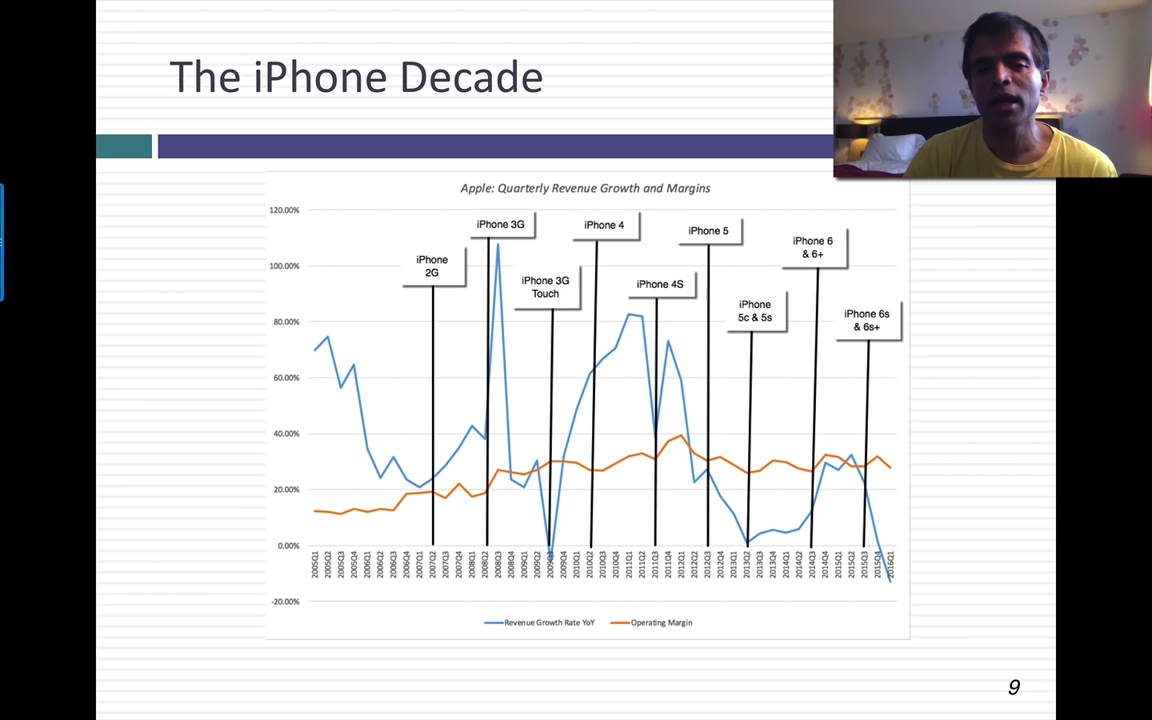 The iPhone Decade
Apple: Quarterly Revenue Growth and Margins
120.00%
100.00%
80.00%
60.00%
40.00%
20.00%
0.00%
-20.00%
iPhone
2G
iPhone 3G
iPhone 3G
Touch
iPhone 4
iPhone 4S
iPhone 5
iPhone
5c & 5s
iPhone 6
& 6+
iPhone 6s
& 6s+
2005Q1
2005Q2
2005Q3
2005Q4
2006Q1
2006Q2
2006Q3
2006Q4
2007Q1
2007Q2
2007Q3
2007Q4
2008Q1
2008Q2
2008Q3
2008Q4
2009Q1
2009Q2
2009Q3
2009Q4
2010Q1
2010Q2
2010Q3
2010Q4
2011Q1
2011Q2
2011Q3
2011Q4
2012Q1
2012Q2
2012Q3
2012Q4
2013Q1
2013Q2
2013Q3
2013Q4
2014Q1
2014Q2
2014Q3
2014Q4
2015Q1
2015Q2
2015Q3
2015Q4
2016Q1
Revenue Growth Rate YoY
Operating Margin
9